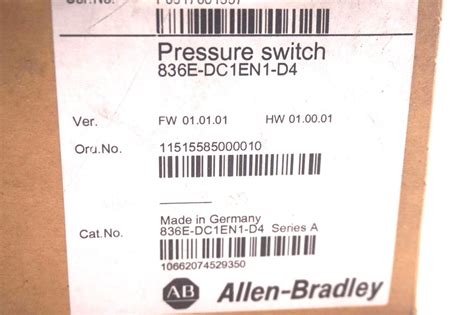 Pressure switch
836E-DC1EN1-D4
Ver. FW 01.01.01 HW 01.00.01
Ord.No. 11515585000010
Made in Germany
Cat.No. 836E-DC1EN1-D4 Series A
10662074529350
AB Allen-Bradley